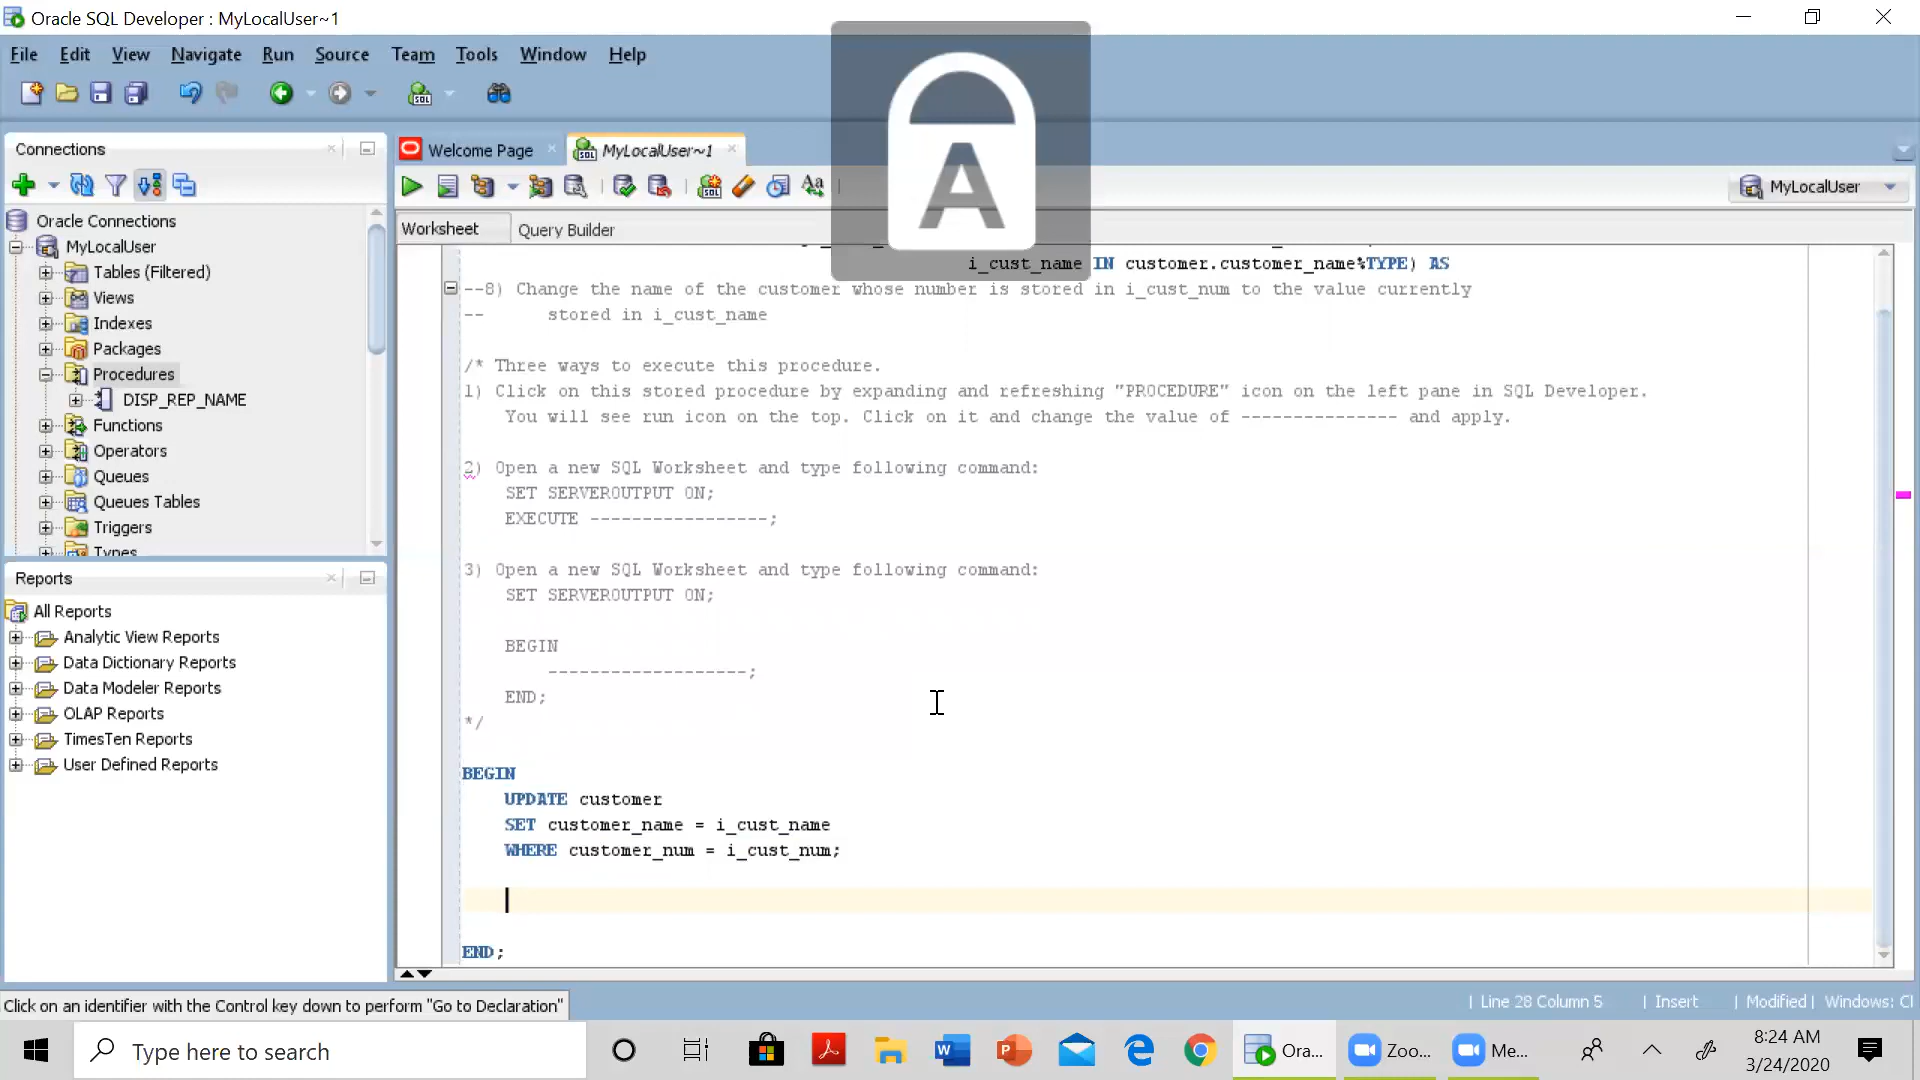 Oracle SQL Developer : MyLocalUser~1
File Edit View Navigate Run Source Team Tools Window Help
Connections
Welcome Page
MyLocalUser~1
MyLocalUser
Worksheet
Query Builder
Oracle Connections
MyLocalUser
Tables (Filtered)
Views
Indexes
Packages
Procedures
DISP_REP_NAME
Functions
Operators
Queues
Queues Tables
Triggers
Types
Reports
All Reports
Analytic View Reports
Data Dictionary Reports
Data Modeler Reports
OLAP Reports
TimesTen Reports
User Defined Reports
A
i_cust_name IN customer.customer_name%TYPE) AS
--8) Change the name of the customer whose number is stored in i_cust_num to the value currently
-- stored in i_cust_name
/* Three ways to execute this procedure.
1) Click on this stored procedure by expanding and refreshing "PROCEDURE" icon on the left pane in SQL Developer.
You will see run icon on the top. Click on it and change the value of --------------- and apply.
2) Open a new SQL Worksheet and type following command:
SET SERVEROUTPUT ON;
EXECUTE -----------------;
3) Open a new SQL Worksheet and type following command:
SET SERVEROUTPUT ON;
BEGIN
-------------------;
END;
*/
BEGIN
UPDATE customer
SET customer_name = i_cust_name
WHERE customer_num = i_cust_num;
END;
Click on an identifier with the Control key down to perform "Go to Declaration"
| Line 28 Column 5 | Insert | Modified | Windows: Cl
Type here to search
Ora...
Zoo...
Me...
8:24 AM
3/24/2020